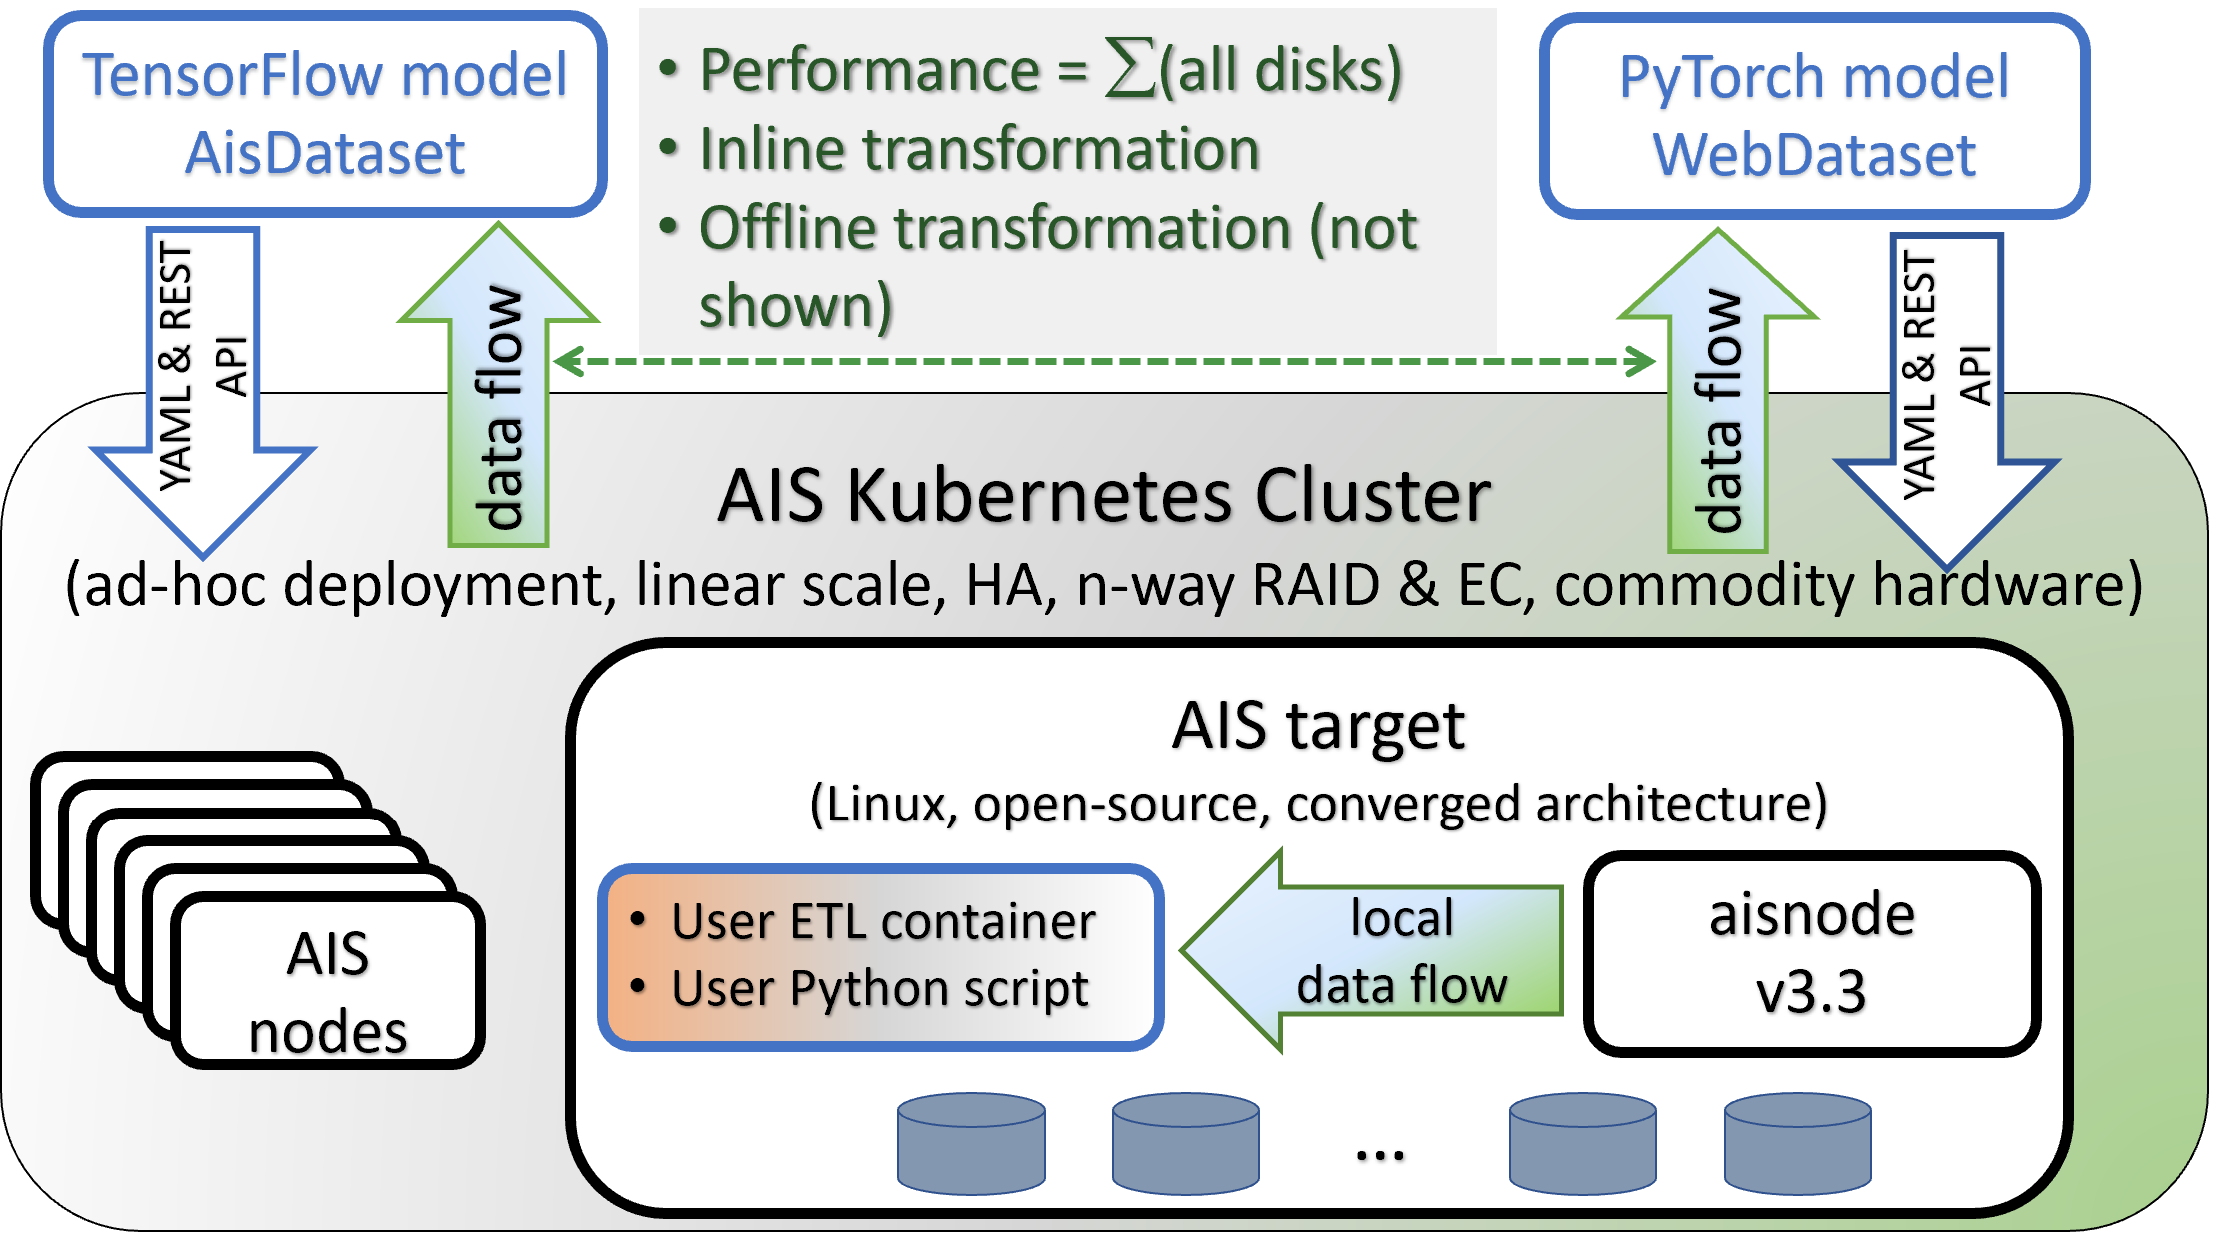 TensorFlow model
AisDataset
• Performance = ∑(all disks)
• Inline transformation
• Offline transformation (not
shown)
PyTorch model
WebDataset
YAML & REST
API
data flow
data flow
YAML & REST
API
AIS Kubernetes Cluster
(ad-hoc deployment, linear scale, HA, n-way RAID & EC, commodity hardware)
AIS
nodes
AIS target
(Linux, open-source, converged architecture)
• User ETL container
• User Python script
local
data flow
aisnode
v3.3
...